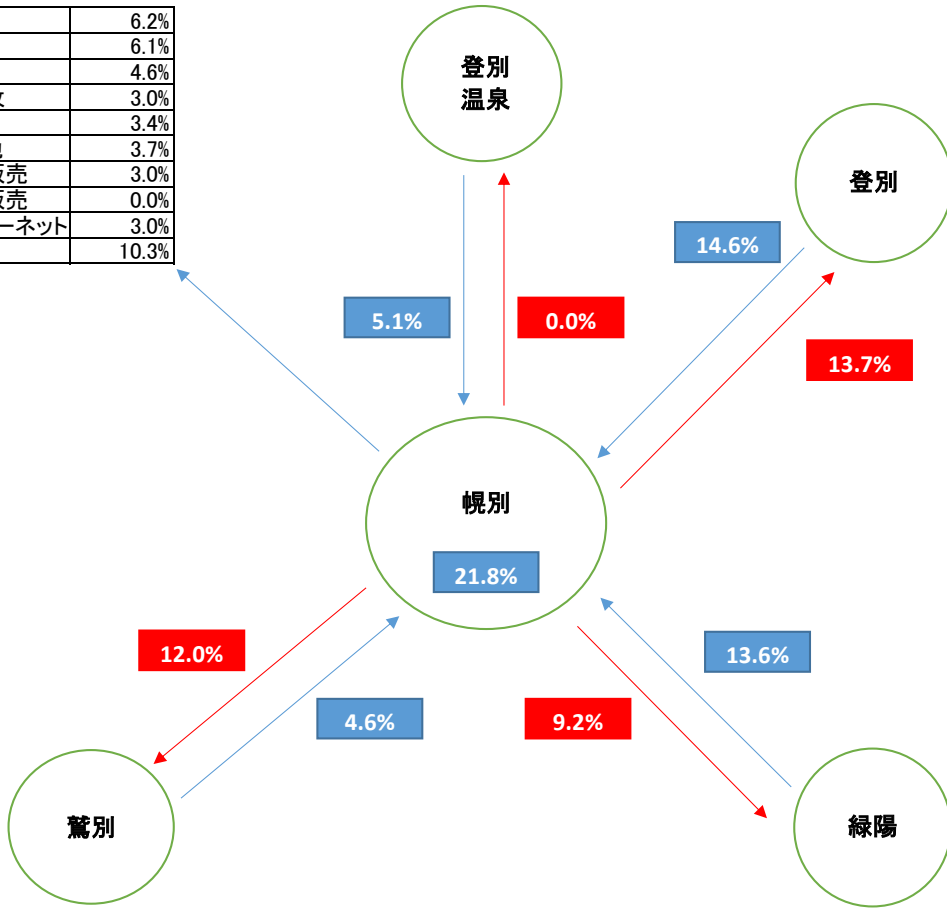 6.2%
6.1%
4.6%
3.0%
3.4%
3.7%
販売 3.0%
販売 0.0%
ーネット 3.0%
10.3%
登別
温泉
登別
14.6%
5.1%
0.0%
13.7%
幌別
21.8%
12.0%
13.6%
4.6%
9.2%
鷲別
緑陽